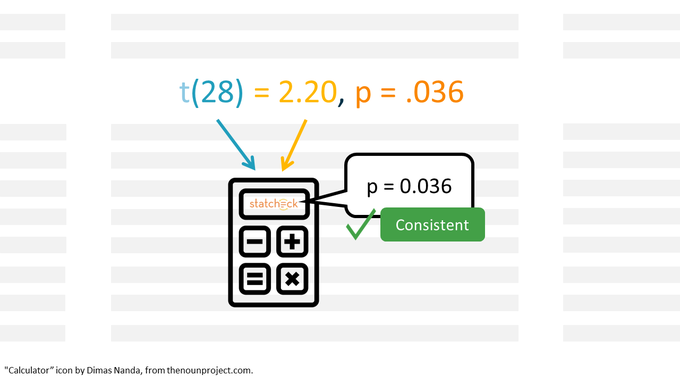 t(28) = 2.20, p = .036
statcheck
p = 0.036
− +
= ×
Consistent
"Calculator" icon by Dimas Nanda, from thenounproject.com.